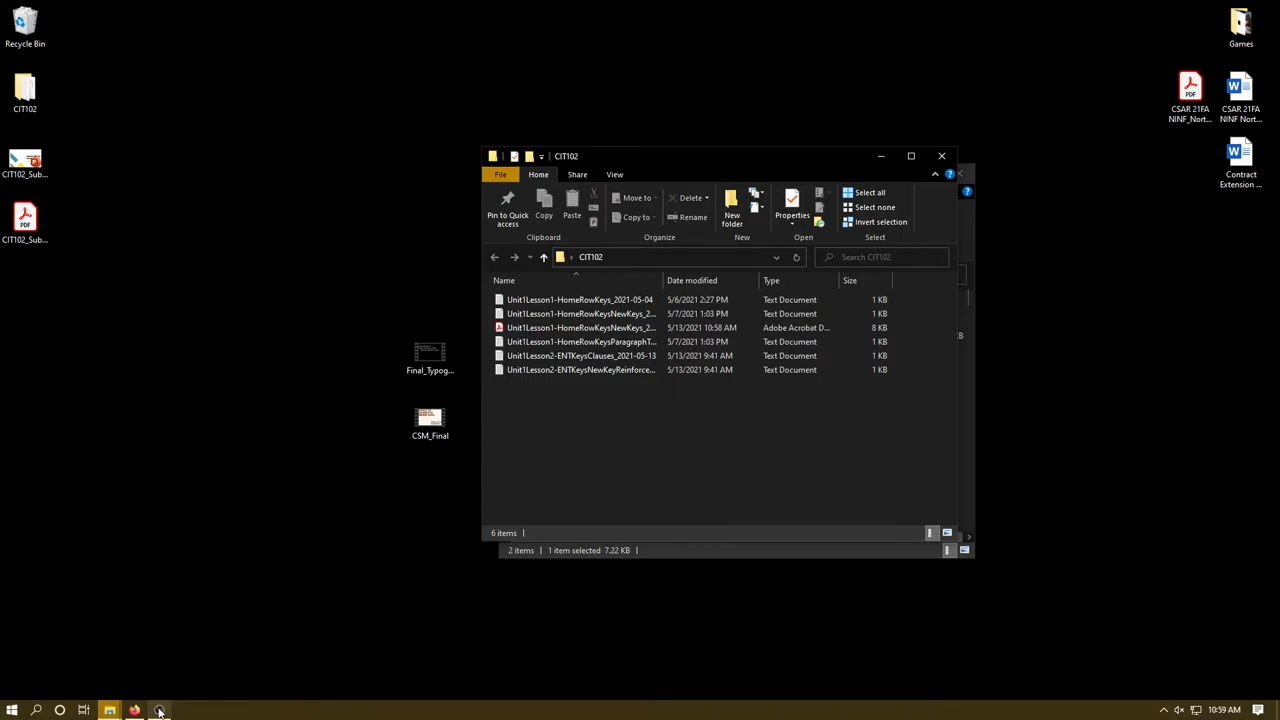 Recycle Bin
CIT102
CIT102_Sub...
PDF
CIT102_Sub...
Final_Typog...
CSM_Final
Games
PDF
CSAR 21FA
NINF_Nort...
CSAR 21FA
NINF Nort...
Contract
Extension ...
CIT102
File Home Share View
Pin to Quick
access
Copy
Paste
Clipboard
Move to
Copy to
Delete
Rename
Organize
New
folder
New
Properties
Open
Select all
Select none
Invert selection
Select
CIT102
Search CIT102
Name Date modified Type Size
Unit1Lesson1-HomeRowKeys_2021-05-04 5/6/2021 2:27 PM Text Document 1 KB
Unit1Lesson1-HomeRowKeysNewKeys_2... 5/7/2021 1:03 PM Text Document 1 KB
Unit1Lesson1-HomeRowKeysNewKeys_2... 5/13/2021 10:58 AM Adobe Acrobat D... 8 KB
Unit1Lesson1-HomeRowKeysParagraphT... 5/7/2021 1:03 PM Text Document 1 KB
Unit1Lesson2-ENTKeysClauses_2021-05-13 5/13/2021 9:41 AM Text Document 1 KB
Unit1Lesson2-ENTKeysNewKeyReinforce... 5/13/2021 9:41 AM Text Document 1 KB
KB
6 items
2 items 1 item selected 7.22 KB
10:59 AM